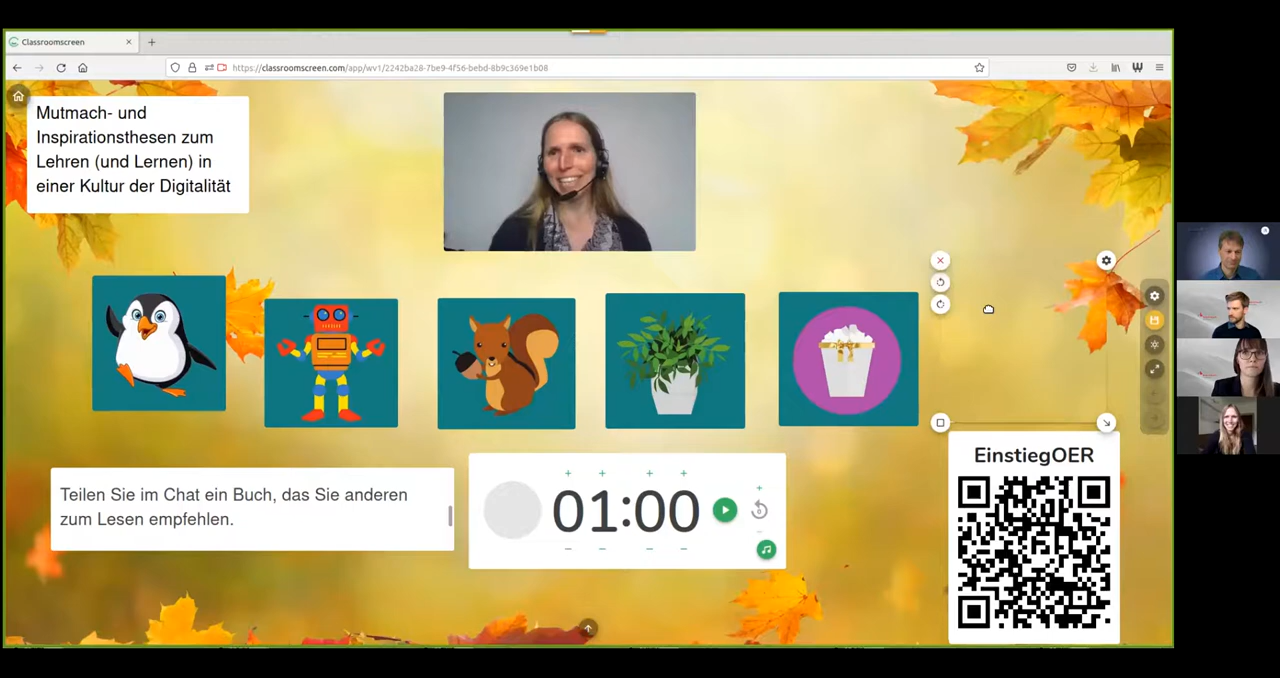 Classroomscreen
https://classroomscreen.com/app/wv1/2242ba28-7be9-4f56-bebd-8b9c369e1b08
Mutmach- und
Inspirationsthesen zum
Lehren (und Lernen) in
einer Kultur der Digitalität
EinstiegOER
Teilen Sie im Chat ein Buch, das Sie anderen
zum Lesen empfehlen.
01:00